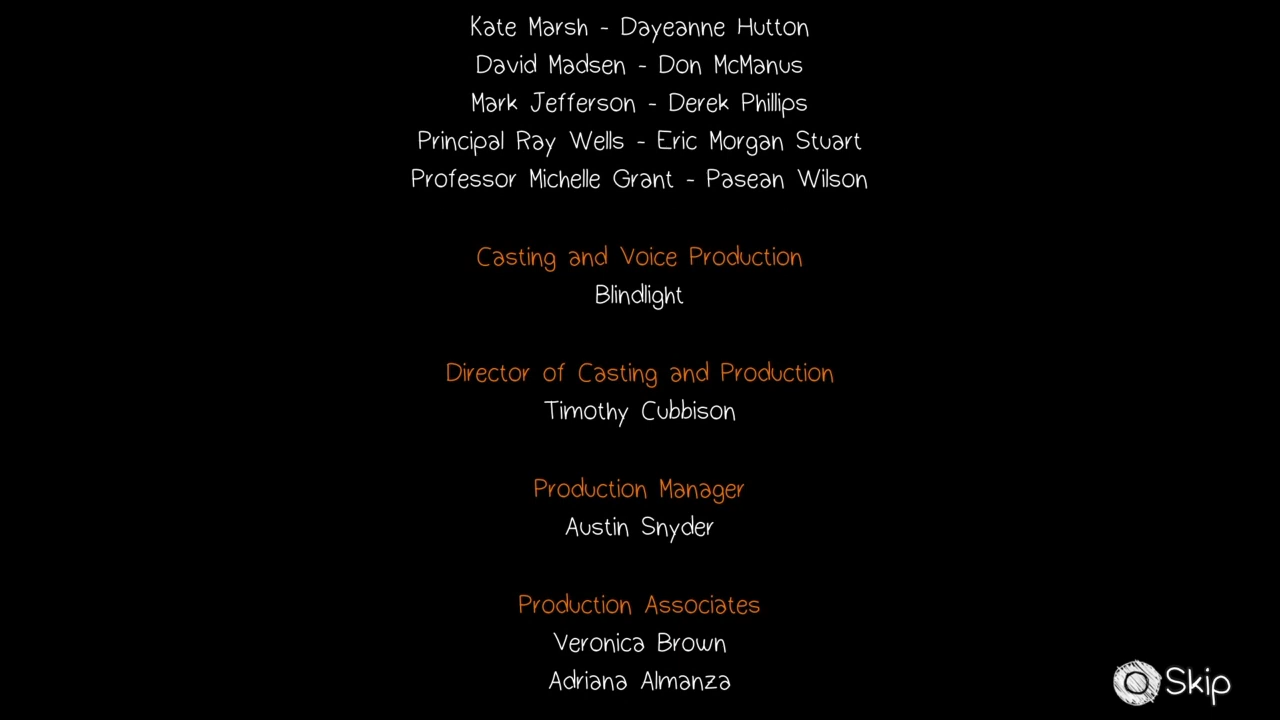 Kate Marsh - Dayeanne Hutton
David Madsen - Don McManus
Mark Jefferson - Derek Phillips
Principal Ray Wells - Eric Morgan Stuart
Professor Michelle Grant - Pasean Wilson
Casting and Voice Production
Blindlight
Director of Casting and Production
Timothy Cubbison
Production Manager
Austin Snyder
Production Associates
Veronica Brown
Adriana Almanza
Skip